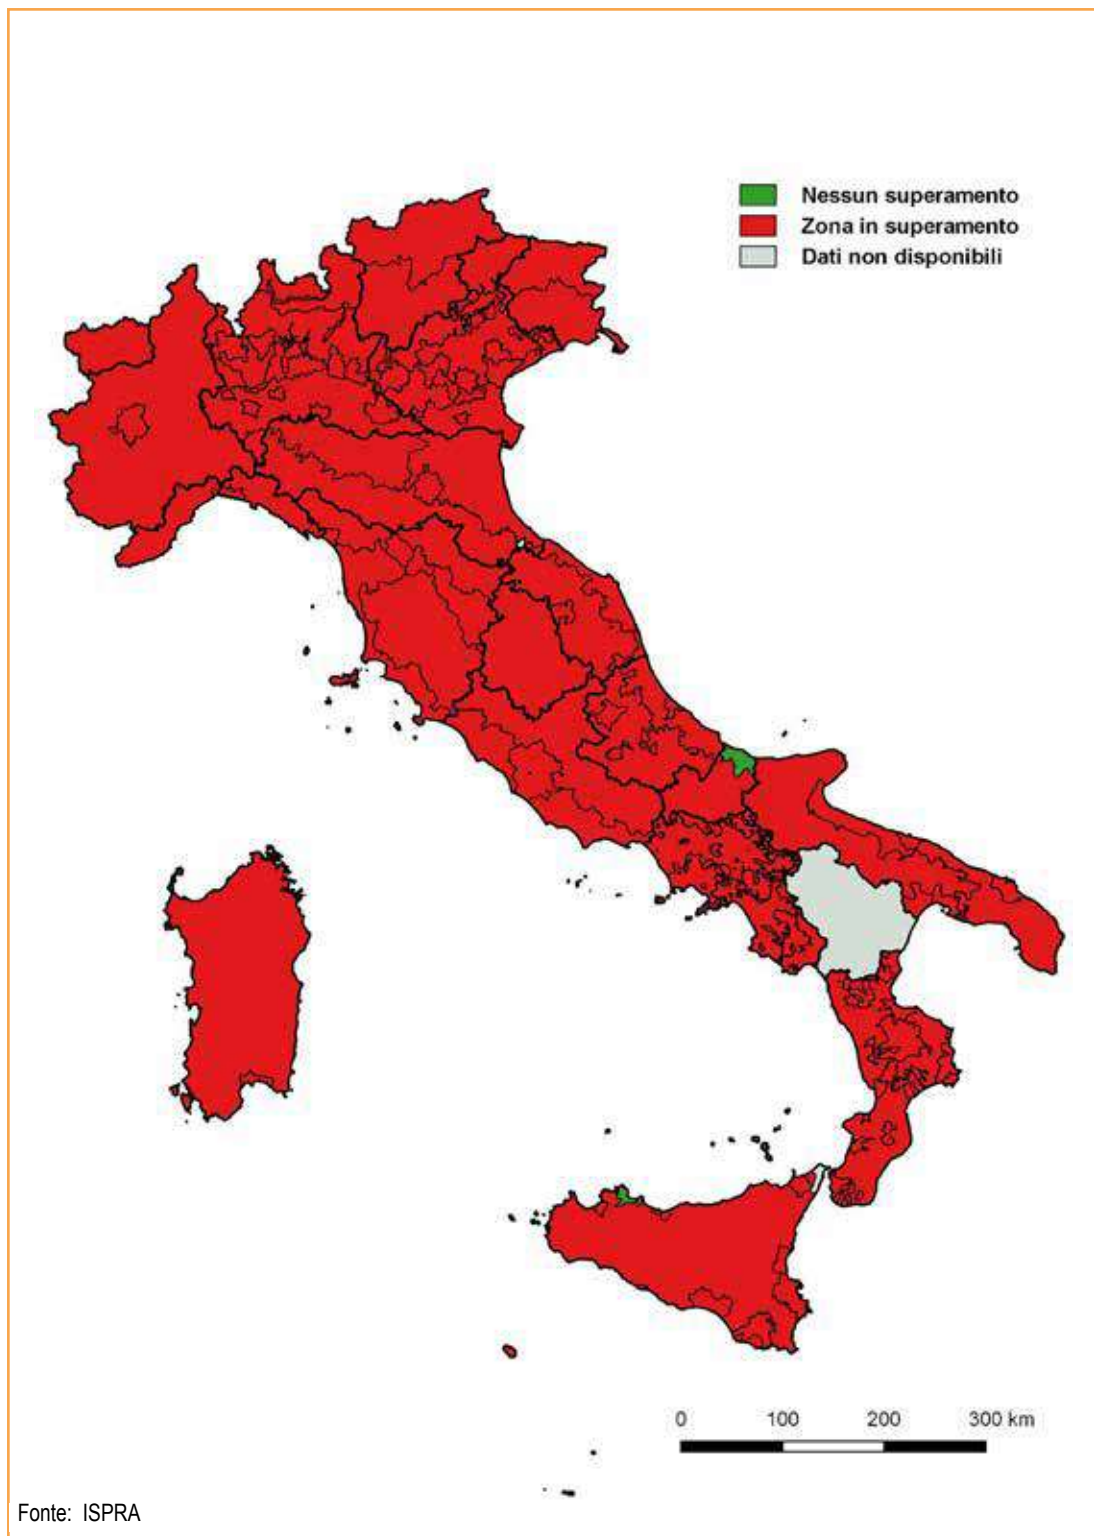 Nessun superamento
Zona in superamento
Dati non disponibili
0 100 200 300 km
Fonte: ISPRA